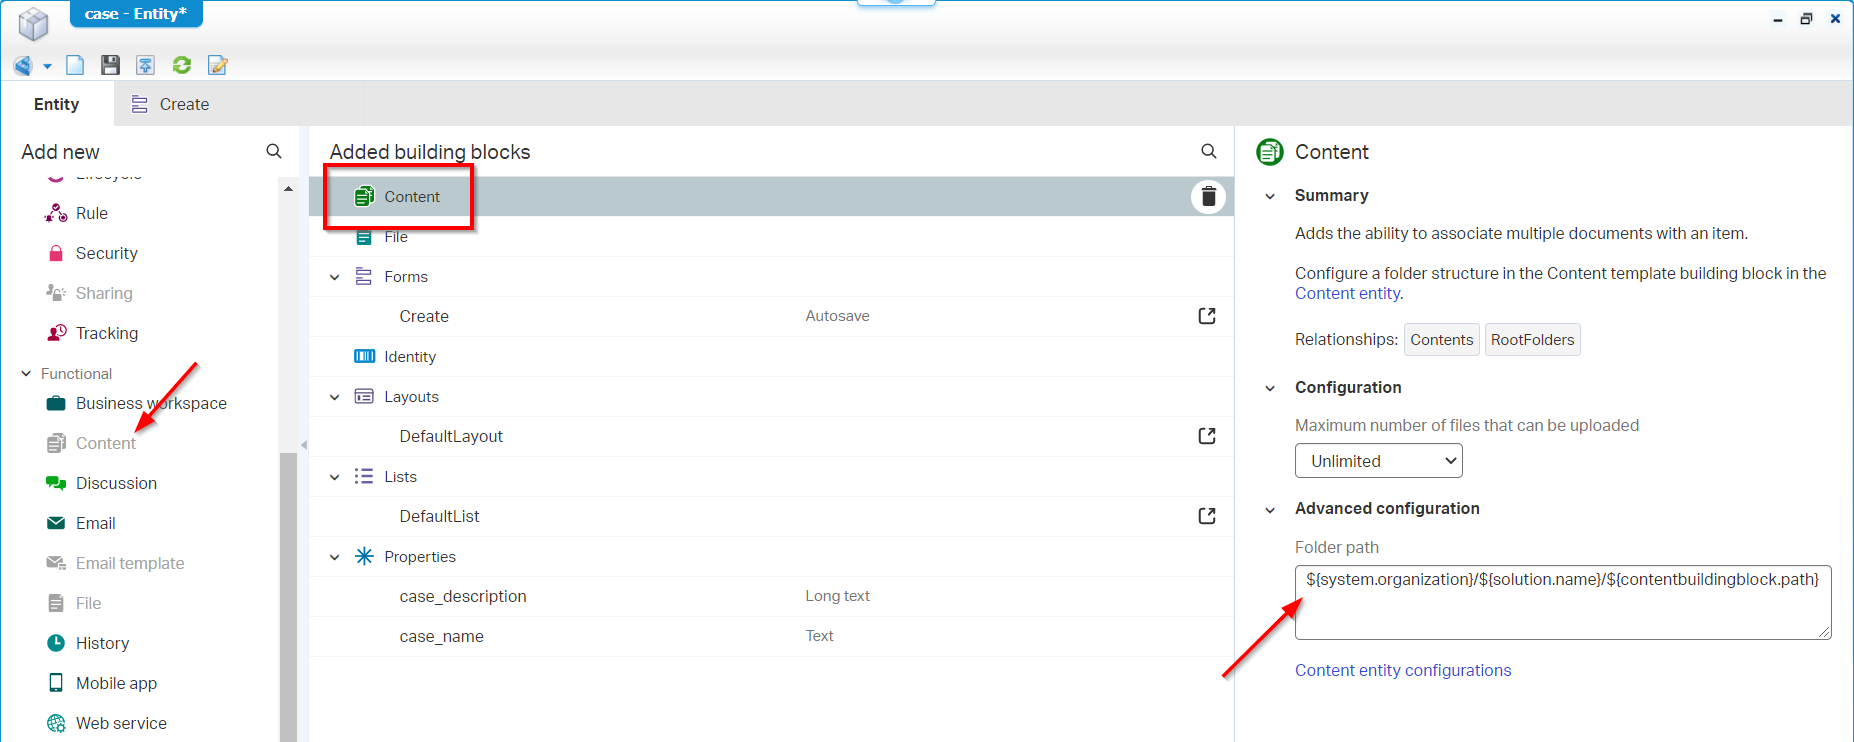 case - Entity*
Entity
Create
Add new
Lifecycle
Rule
Security
Sharing
Tracking
Functional
Business workspace
Content
Discussion
Email
Email template
File
History
Mobile app
Web service
Added building blocks
Content
File
Forms
Create Autosave
Identity
Layouts
DefaultLayout
Lists
DefaultList
Properties
case_description Long text
case_name Text
Content
Summary
Adds the ability to associate multiple documents with an item.
Configure a folder structure in the Content template building block in the
Content entity.
Relationships: Contents RootFolders
Configuration
Maximum number of files that can be uploaded
Unlimited
Advanced configuration
Folder path
${system.organization}/${solution.name}/${contentbuildingblock.path}
Content entity configurations